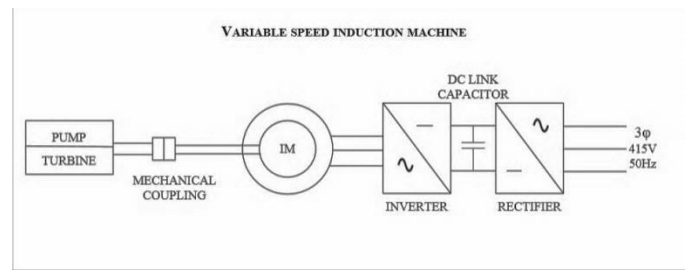 VARIABLE SPEED INDUCTION MACHINE
DC LINK
CAPACITOR
PUMP
TURBINE
MECHANICAL
COUPLING
IM
INVERTER
RECTIFIER
3φ
415V
50Hz